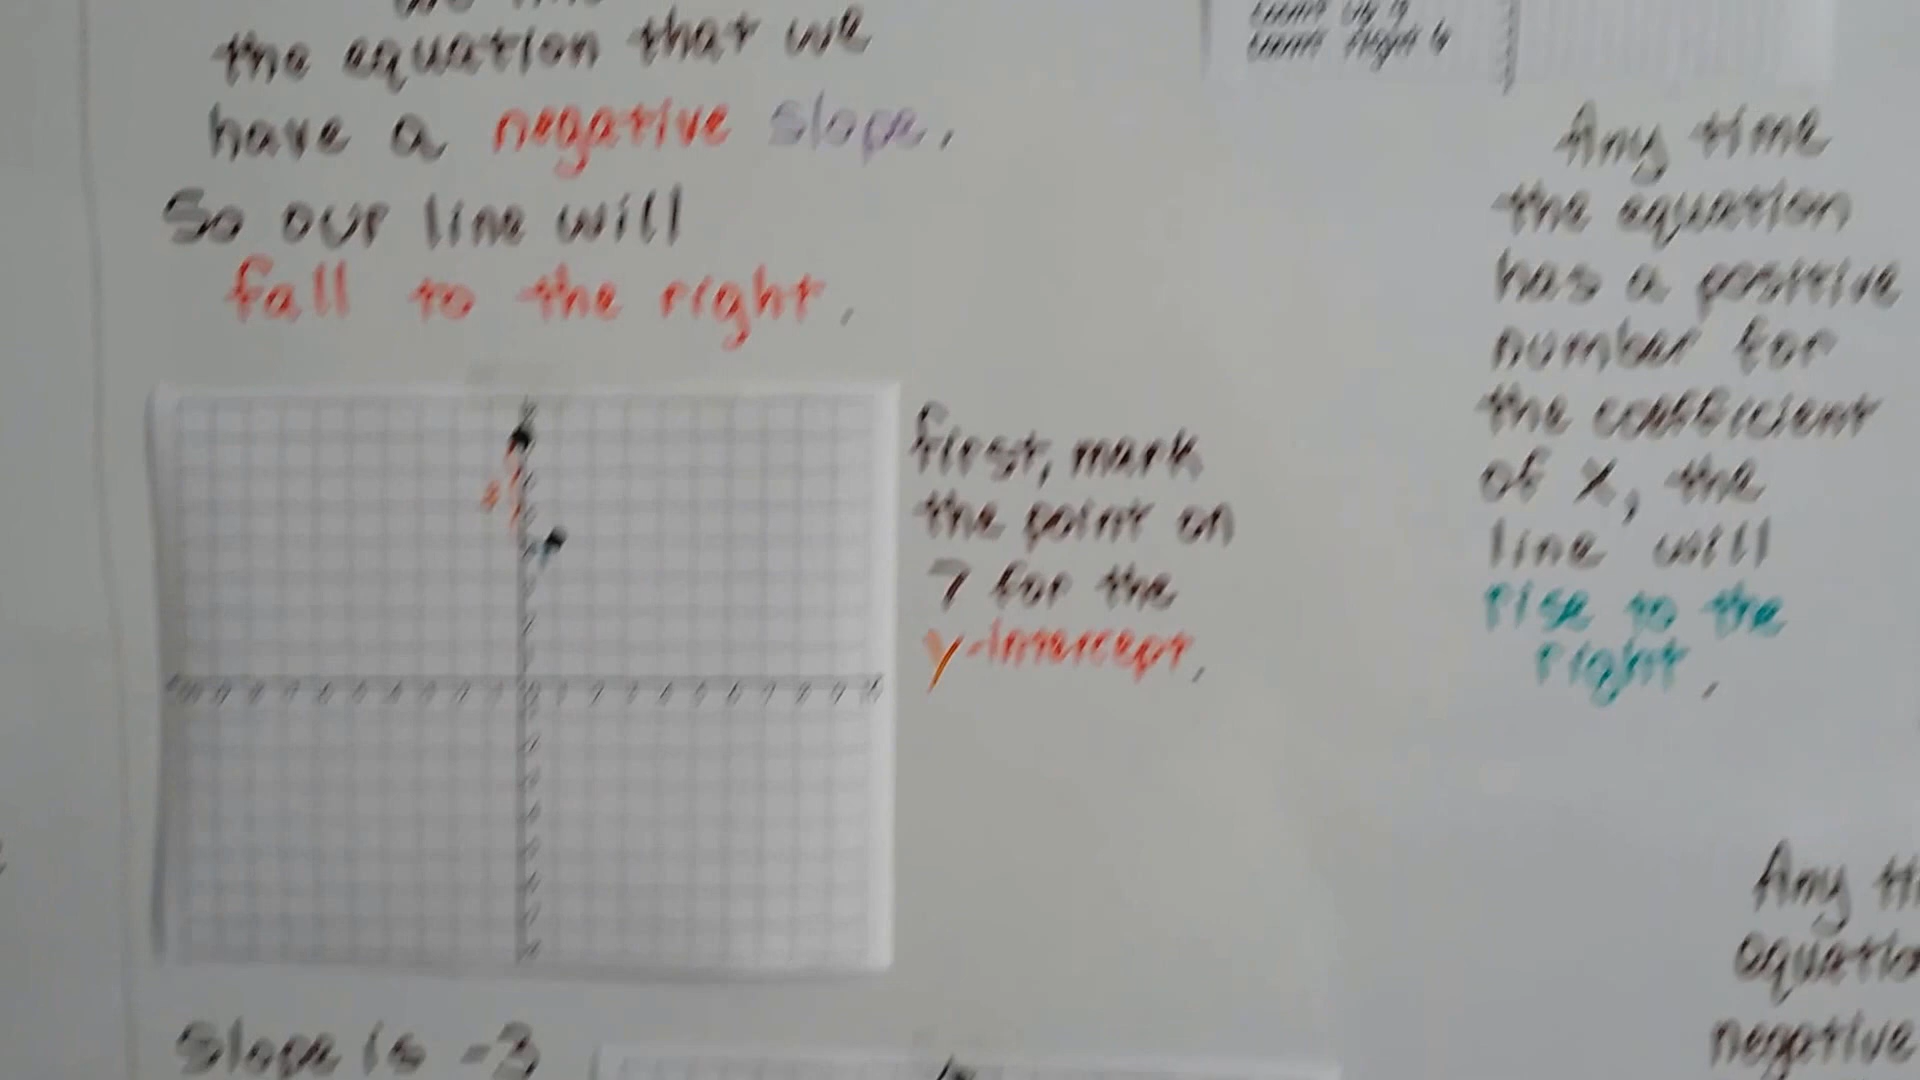 the equation that we
have a negative slope.
So our line will
fall to the right.
First, mark
the point on
7 for the
y-intercept.
Slope is -3
Any time
the equation
has a positive
number for
the coefficient
of x, the
line will
rise to the
right.
Any
negative